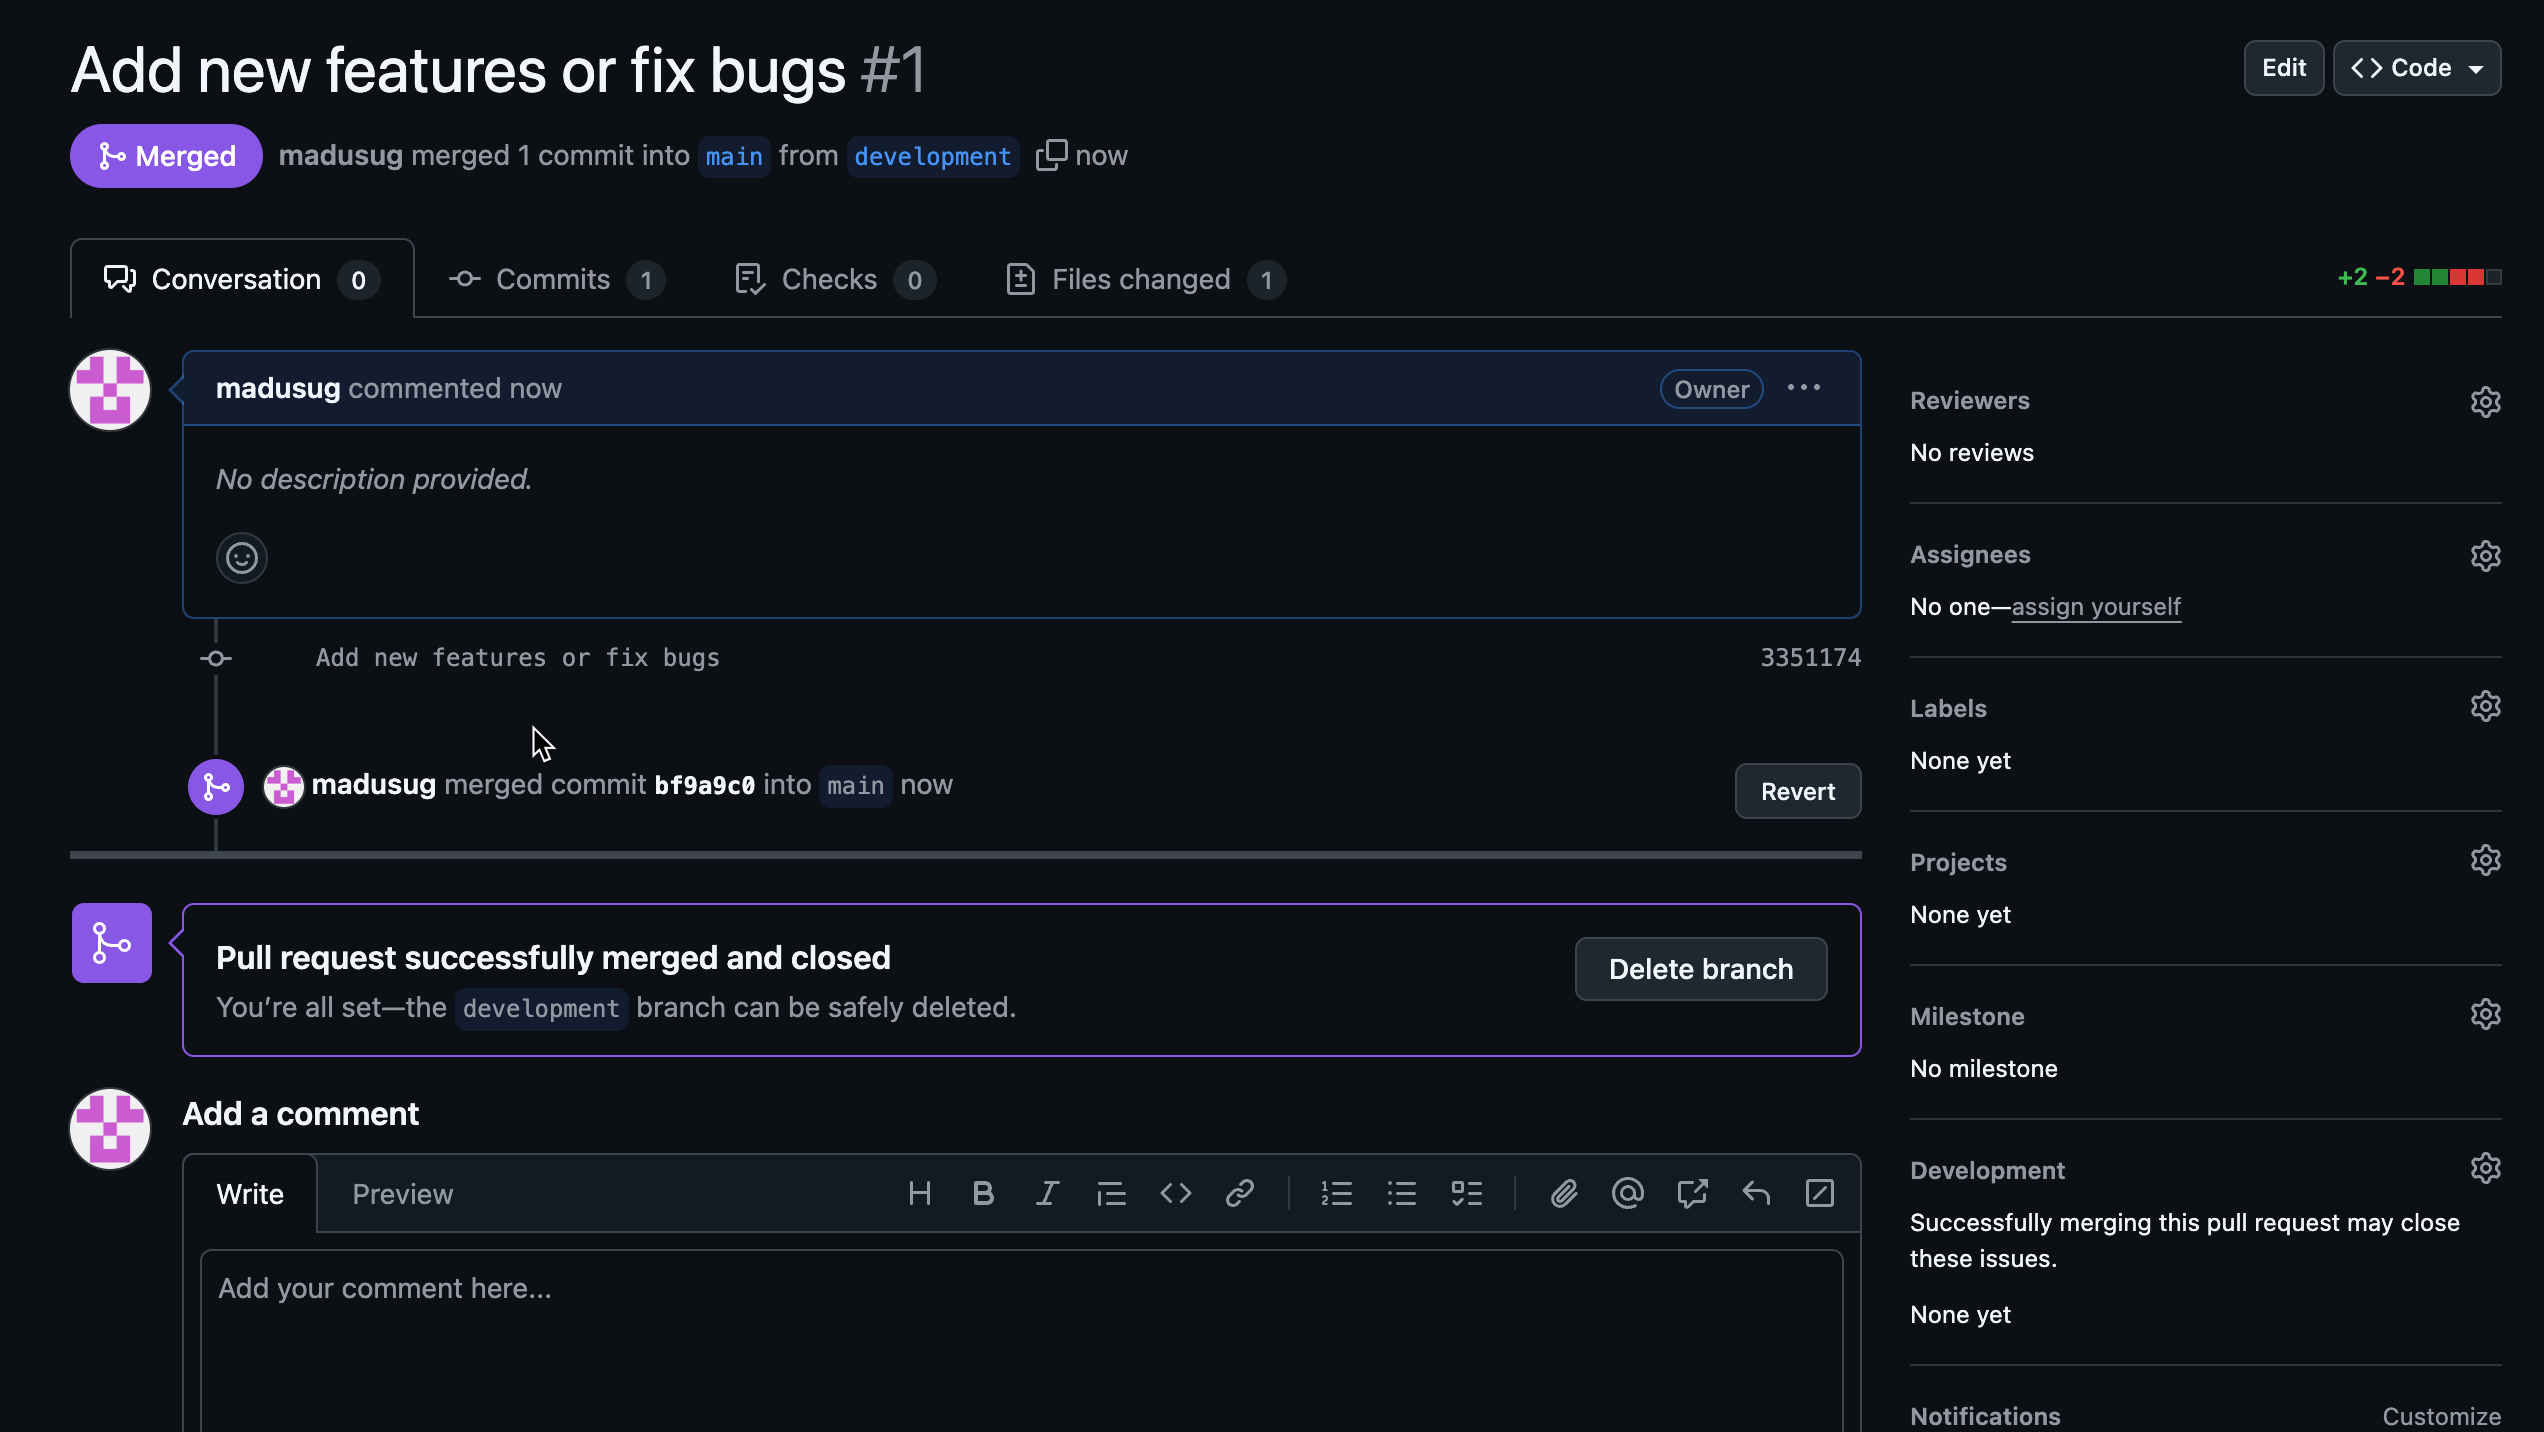 Add new features or fix bugs #1
Edit
Code
Merged
madusug merged 1 commit into main from development now
Conversation 0
Commits 1
Checks 0
Files changed 1
+2 −2
madusug commented now
Owner
No description provided.
Add new features or fix bugs
3351174
madusug merged commit bf9a9c0 into main now
Revert
Pull request successfully merged and closed
You’re all set—the development branch can be safely deleted.
Delete branch
Add a comment
Write
Preview
Add your comment here...
Reviewers
No reviews
Assignees
No one—assign yourself
Labels
None yet
Projects
None yet
Milestone
No milestone
Development
Successfully merging this pull request may close
these issues.
None yet
Notifications
Customize